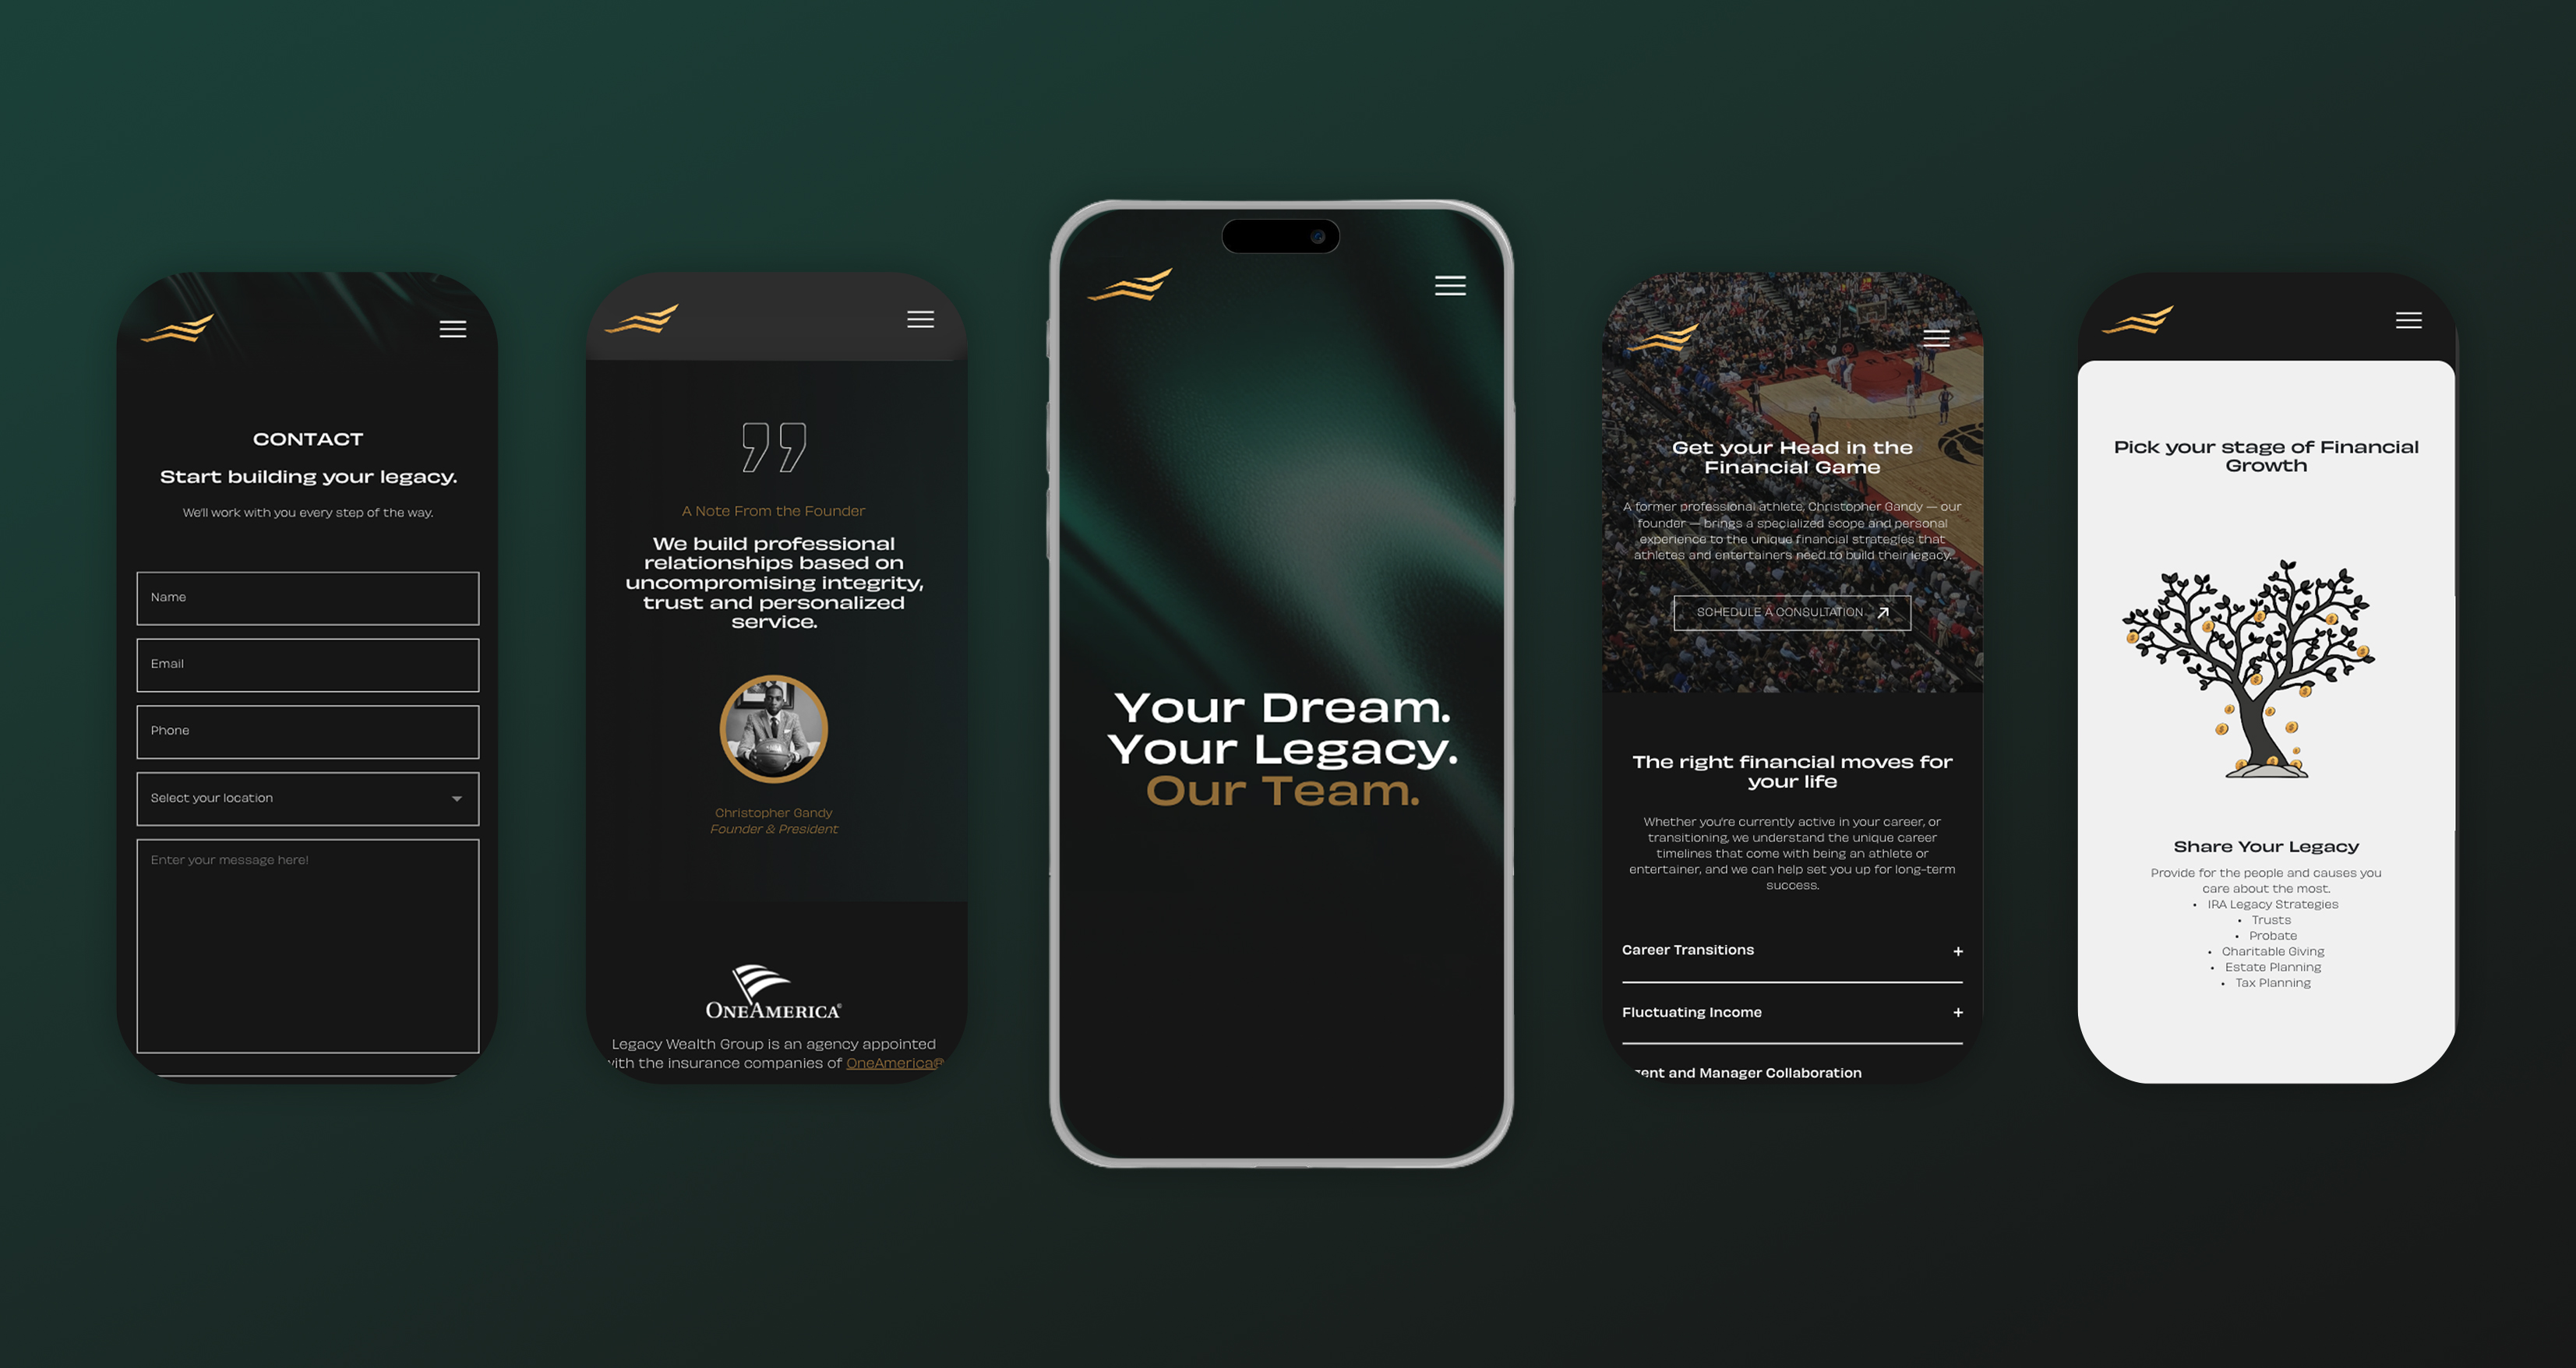 CONTACT
Start building your legacy.
We'll work with you every step of the way.
Name
Email
Phone
Select your location
Enter your message here!
A Note From the Founder
We build professional
relationships based on
uncompromising integrity,
trust and personalized
service.
Christopher Gandy
Founder & President
ONEAMERICA®
Legacy Wealth Group is an agency appointed
with the insurance companies of OneAmerica®
Your Dream.
Your Legacy.
Our Team.
Get your Head in the
Financial Game
A former professional athlete, Christopher Gandy — our
founder — brings a specialized scope and personal
experience to the unique financial strategies that
athletes and entertainers need to build their legacy.
SCHEDULE A CONSULTATION
The right financial moves for
your life
Whether you're currently active in your career, or
transitioning, we understand the unique career
timelines that come with being an athlete or
entertainer, and we can help set you up for long-term
success.
Career Transitions +
Fluctuating Income +
and Manager Collaboration
Pick your stage of Financial
Growth
Share Your Legacy
Provide for the people and causes you
care about the most.
• IRA Legacy Strategies
• Trusts
• Probate
• Charitable Giving
• Estate Planning
• Tax Planning